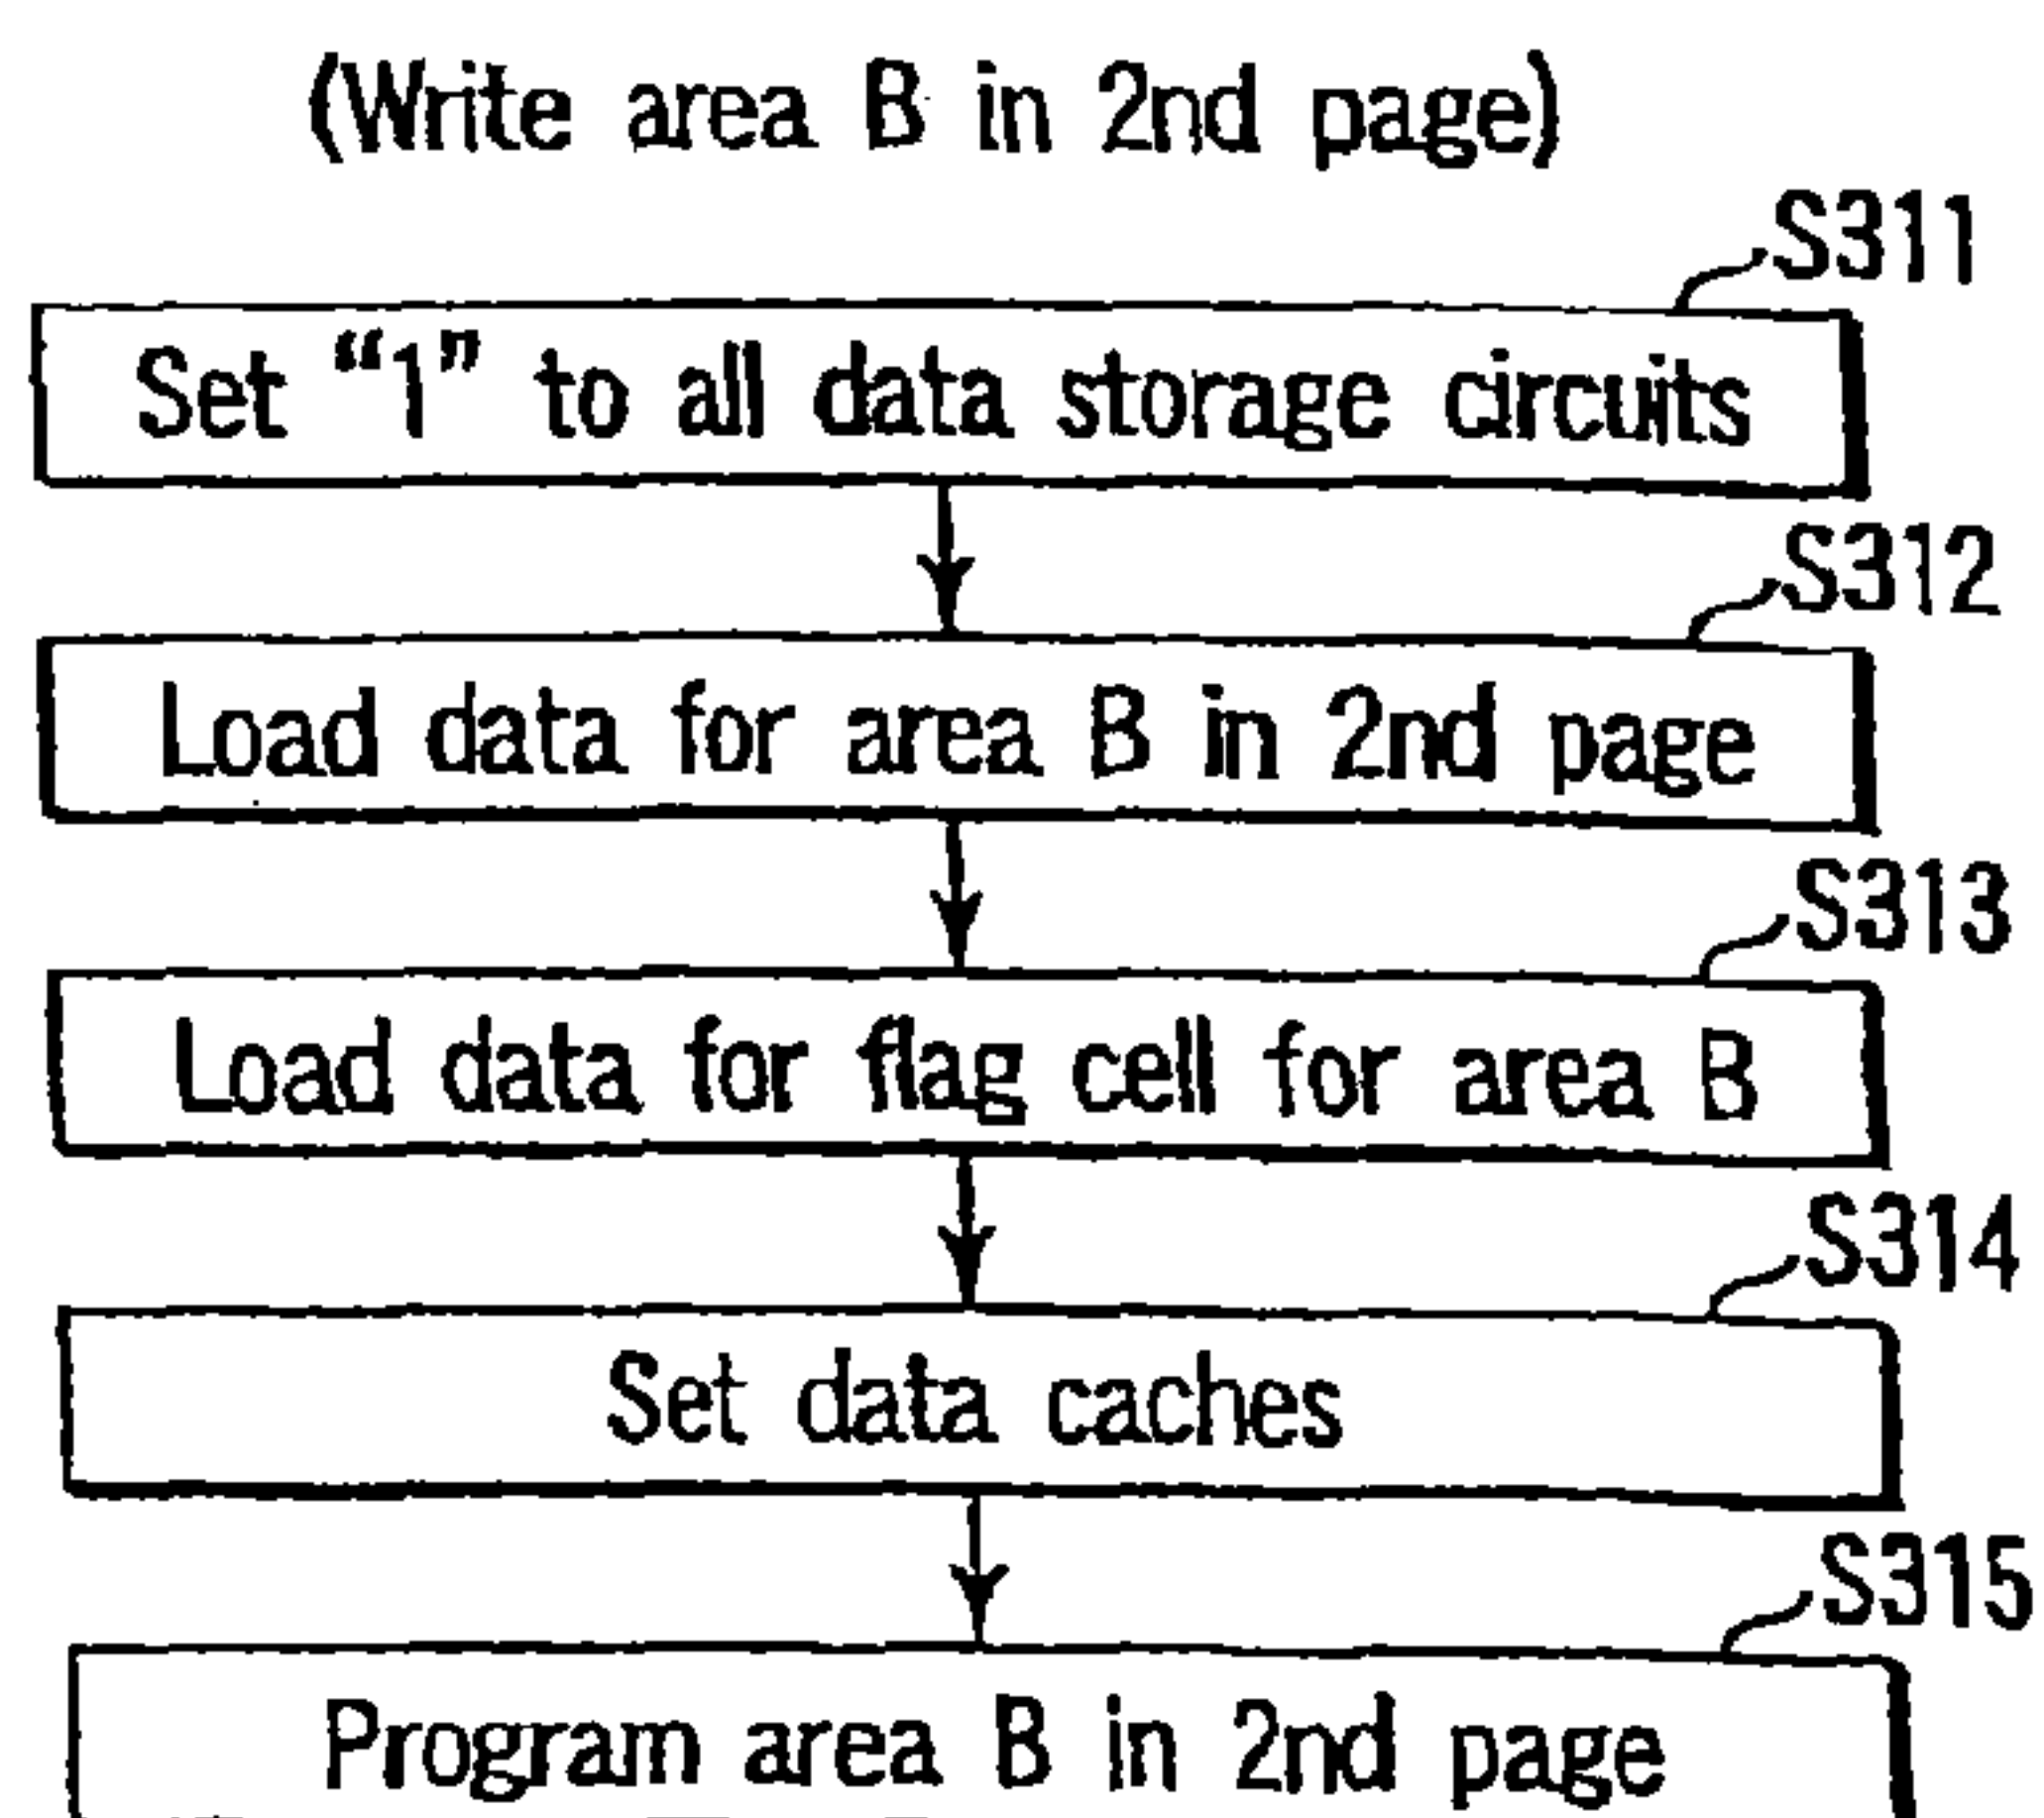 (Write area B in 2nd page)
S311
Set “1” to all data storage circuits
S312
Load data for area B in 2nd page
S313
Load data for flag cell for area B
S314
Set data caches
S315
Program area B in 2nd page